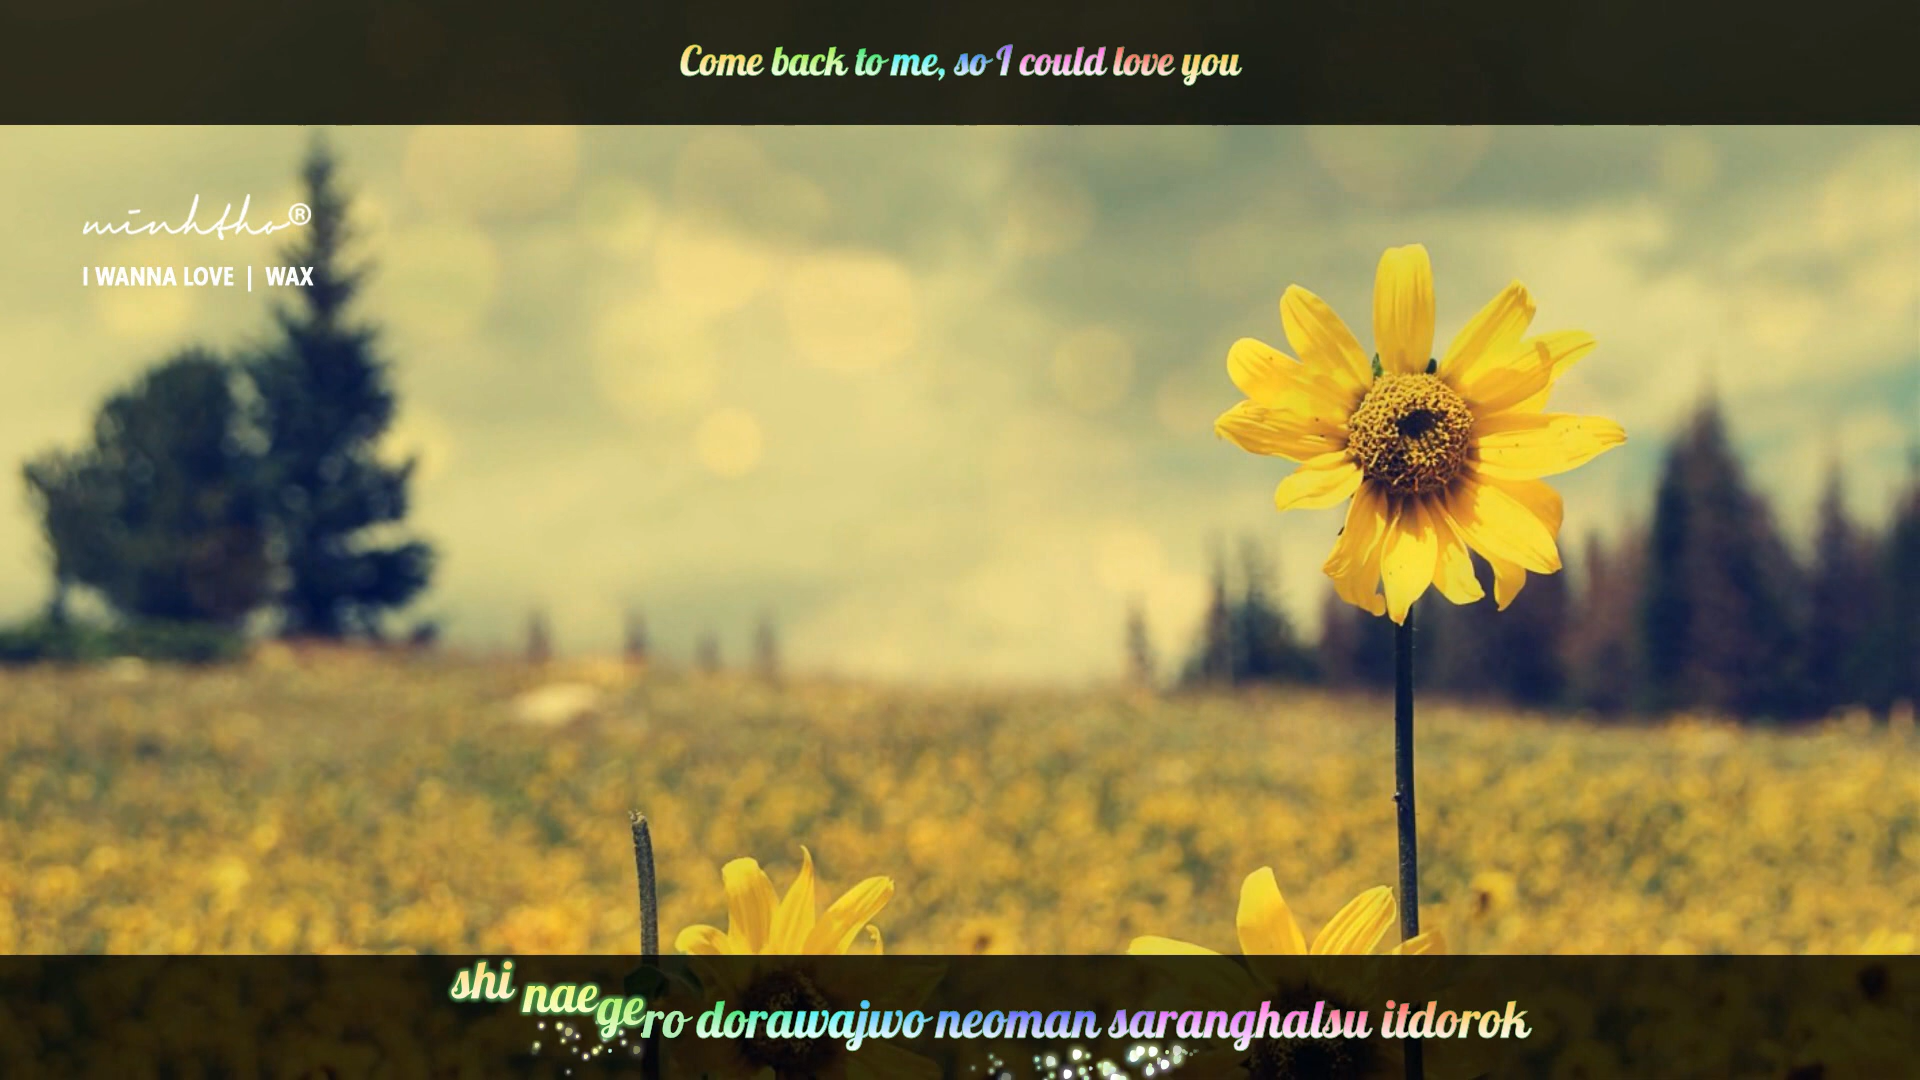 Come back to me, so I could love you
minhtho®
I WANNA LOVE | WAX
shi naegero dorawajwo neoman saranghalsu itdorok